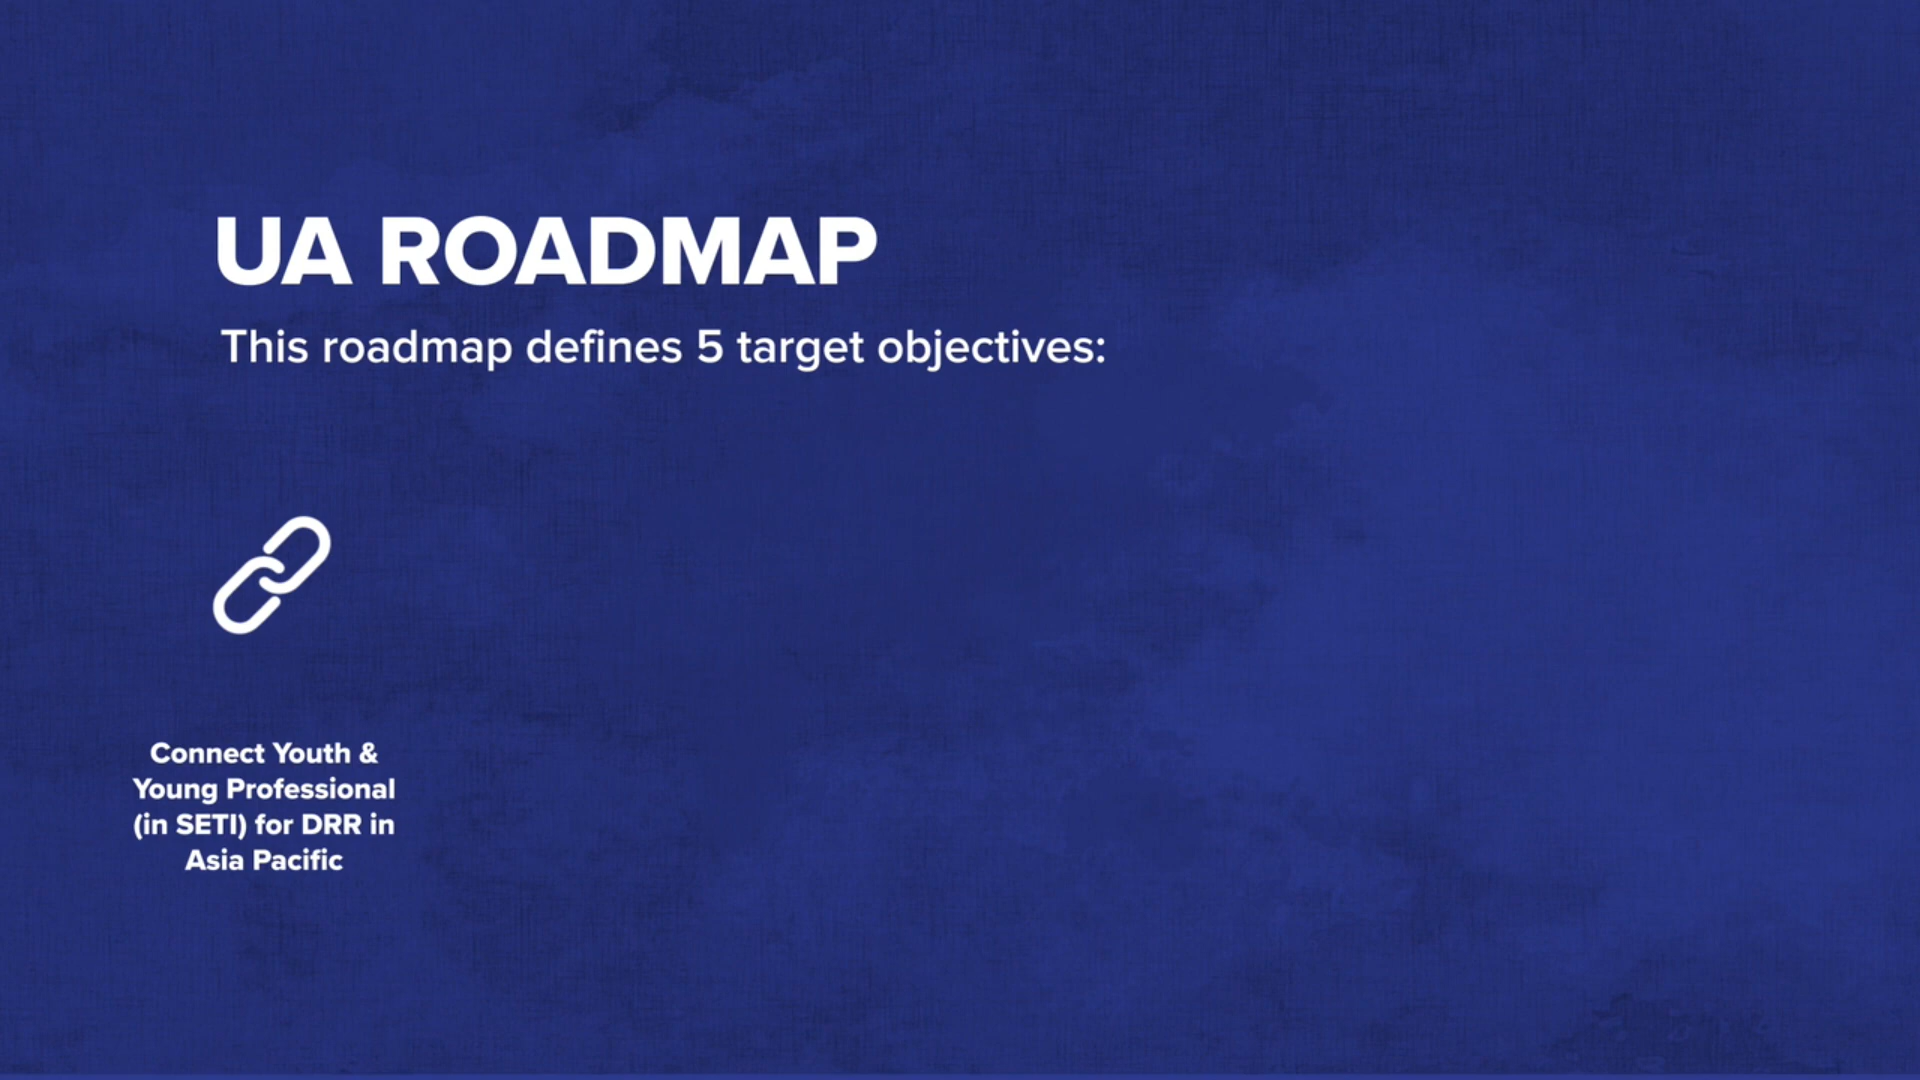 UA ROADMAP
This roadmap defines 5 target objectives:
Connect Youth &
Young Professional
(in SETI) for DRR in
Asia Pacific